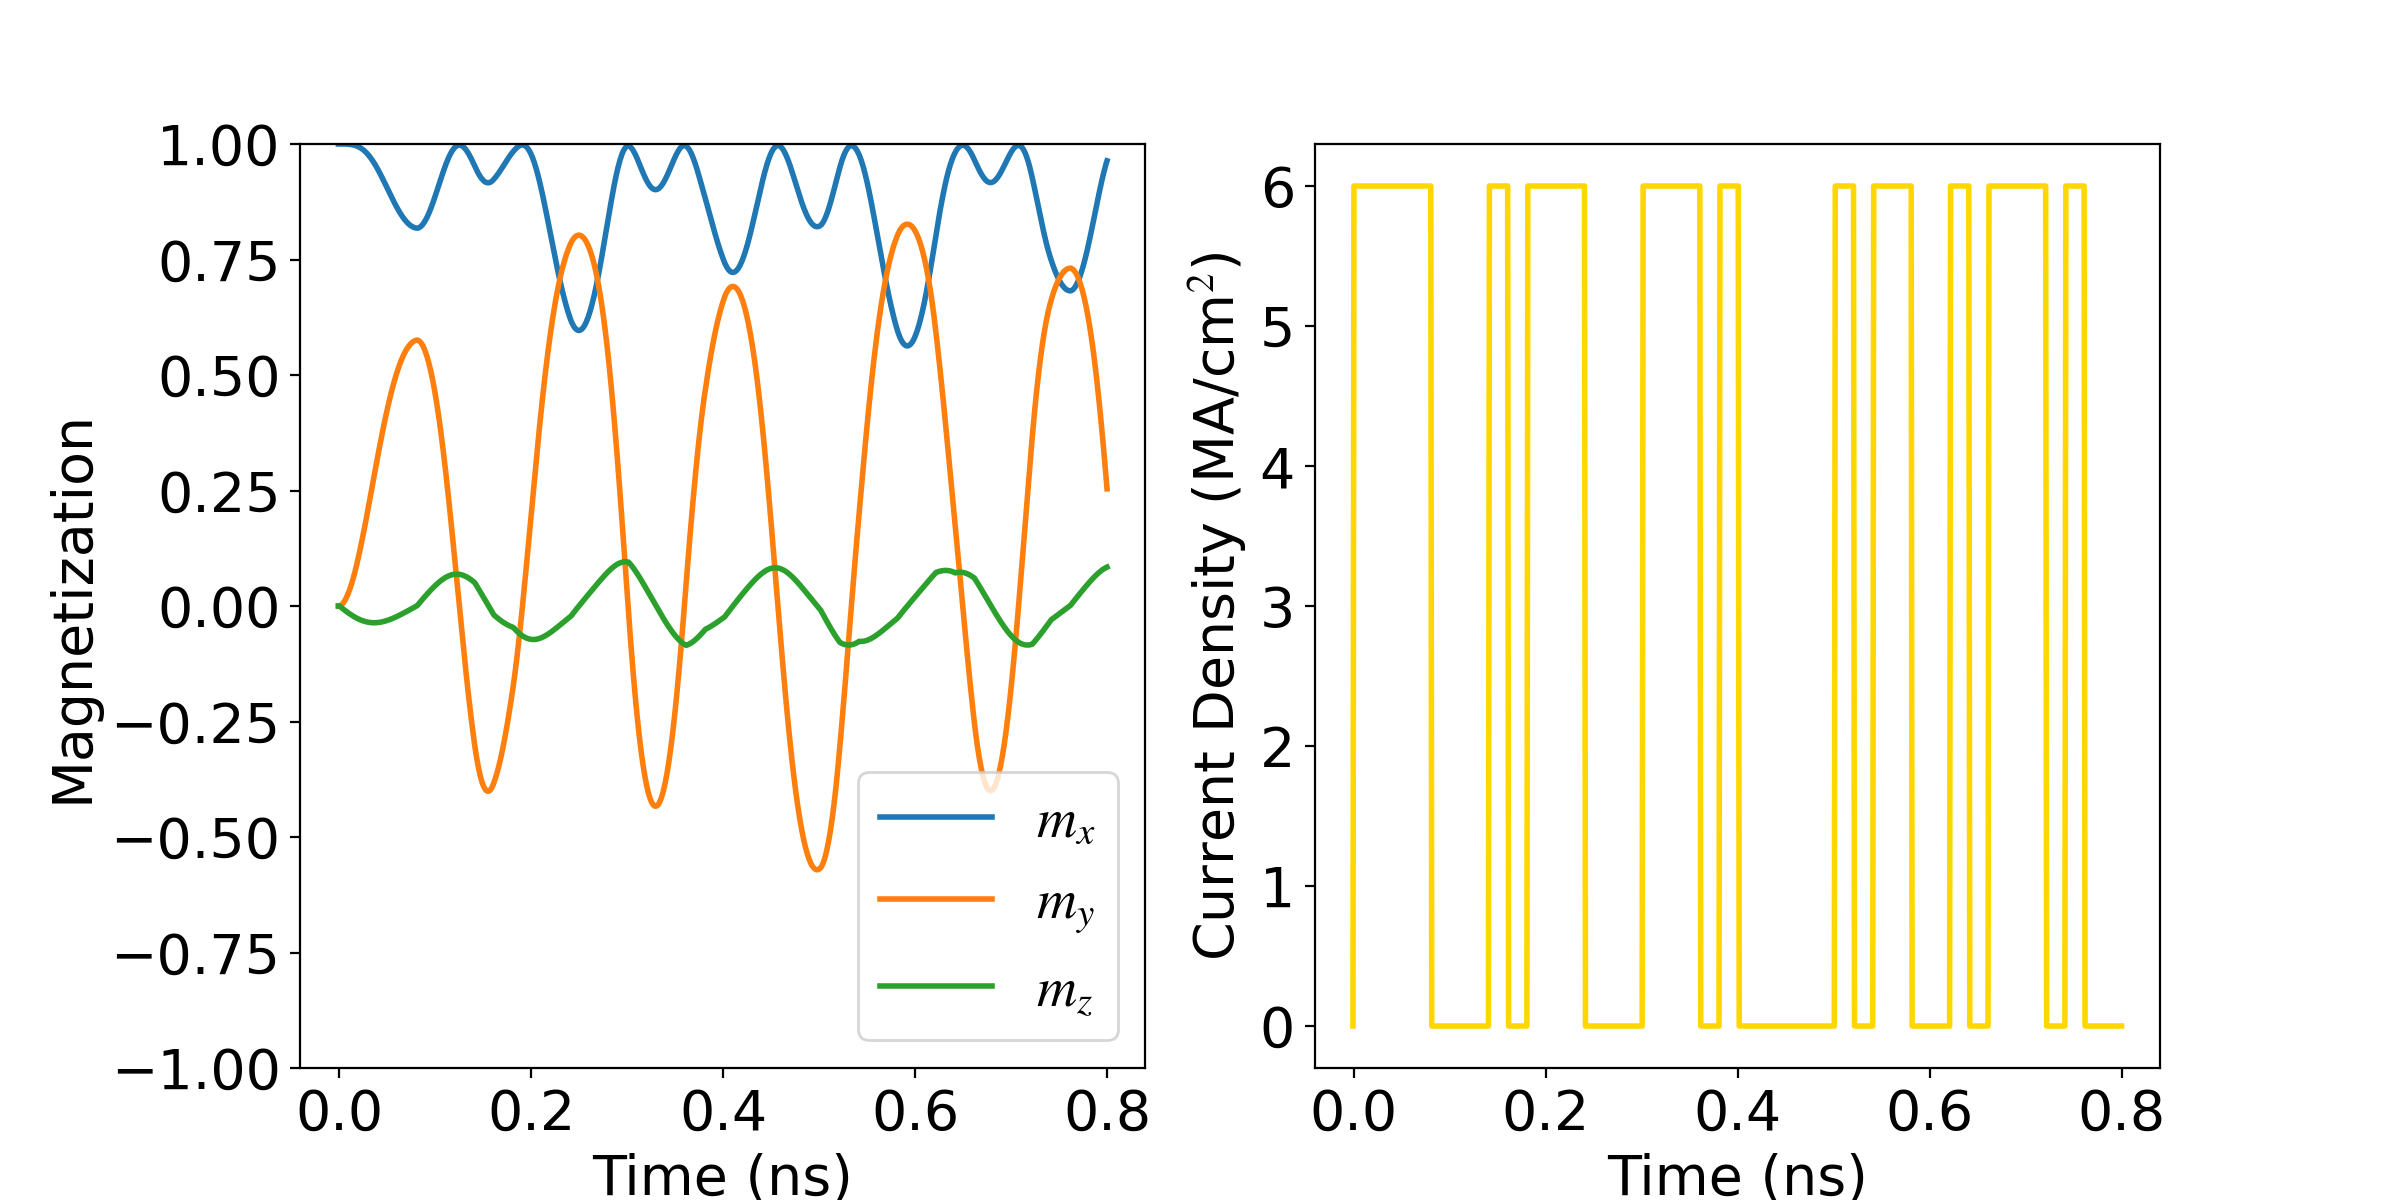 1.00
0.75
0.50
0.25
0.00
−0.25
−0.50
−0.75
−1.00
Magnetization
0.0 0.2 0.4 0.6 0.8
Time (ns)
m_x
m_y
m_z
6
5
4
3
2
1
0
Current Density (MA/cm²)
0.0 0.2 0.4 0.6 0.8
Time (ns)